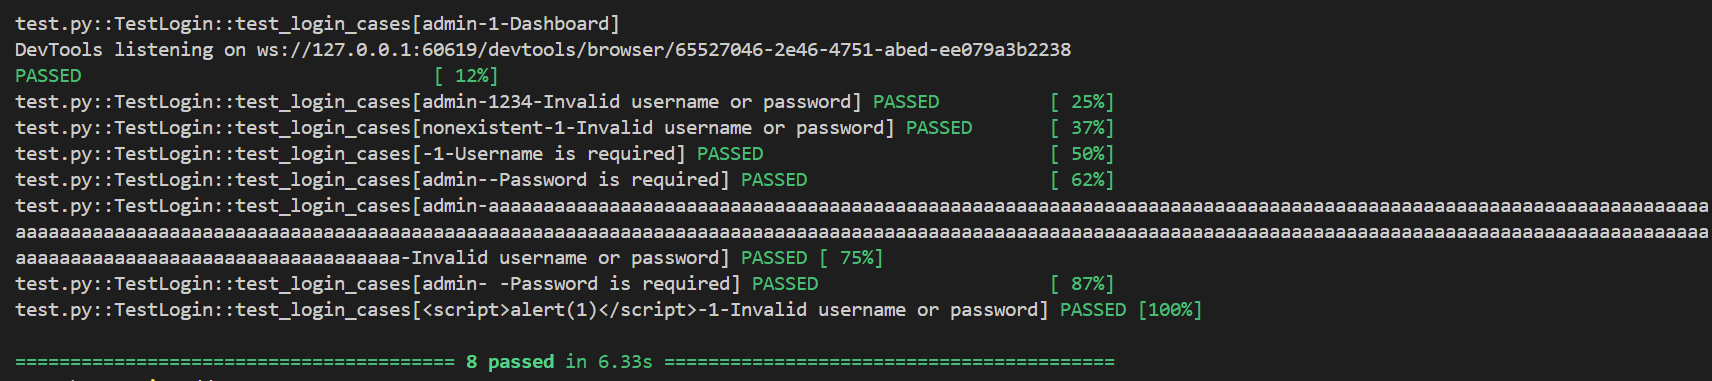 test.py::TestLogin::test_login_cases[admin-1-Dashboard]
DevTools listening on ws://127.0.0.1:60619/devtools/browser/65527046-2e46-4751-abed-ee079a3b2238
PASSED [ 12%]
test.py::TestLogin::test_login_cases[admin-1234-Invalid username or password] PASSED [ 25%]
test.py::TestLogin::test_login_cases[nonexistent-1-Invalid username or password] PASSED [ 37%]
test.py::TestLogin::test_login_cases[-1-Username is required] PASSED [ 50%]
test.py::TestLogin::test_login_cases[admin--Password is required] PASSED [ 62%]
test.py::TestLogin::test_login_cases[admin-aaaaaaaaaaaaaaaaaaaaaaaaaaaaaaaaaaaaaaaaaaaaaaaaaaaaaaaaaaaaaaaaaaaaaaaaaaaaaaaaaaaaaaaaaaaaaaaaaaaaaaaaaaaaaaa
aaaaaaaaaaaaaaaaaaaaaaaaaaaaaaaaaaaaaaaaaaaaaaaaaaaaaaaaaaaaaaaaaaaaaaaaaaaaaaaaaaaaaaaaaaaaaaaaaaaaaaaaaaaaaaaaaaaaaaaaaaaaaaaaaaaaaaaaaaaaaaaaaaaaaaaaaa
aaaaaaaaaaaaaaaaaaaaaaaaaaaaaaaaaaa-Invalid username or password] PASSED [ 75%]
test.py::TestLogin::test_login_cases[admin- -Password is required] PASSED [ 87%]
test.py::TestLogin::test_login_cases[<script>alert(1)</script>-1-Invalid username or password] PASSED [100%]
======================================== 8 passed in 6.33s =========================================